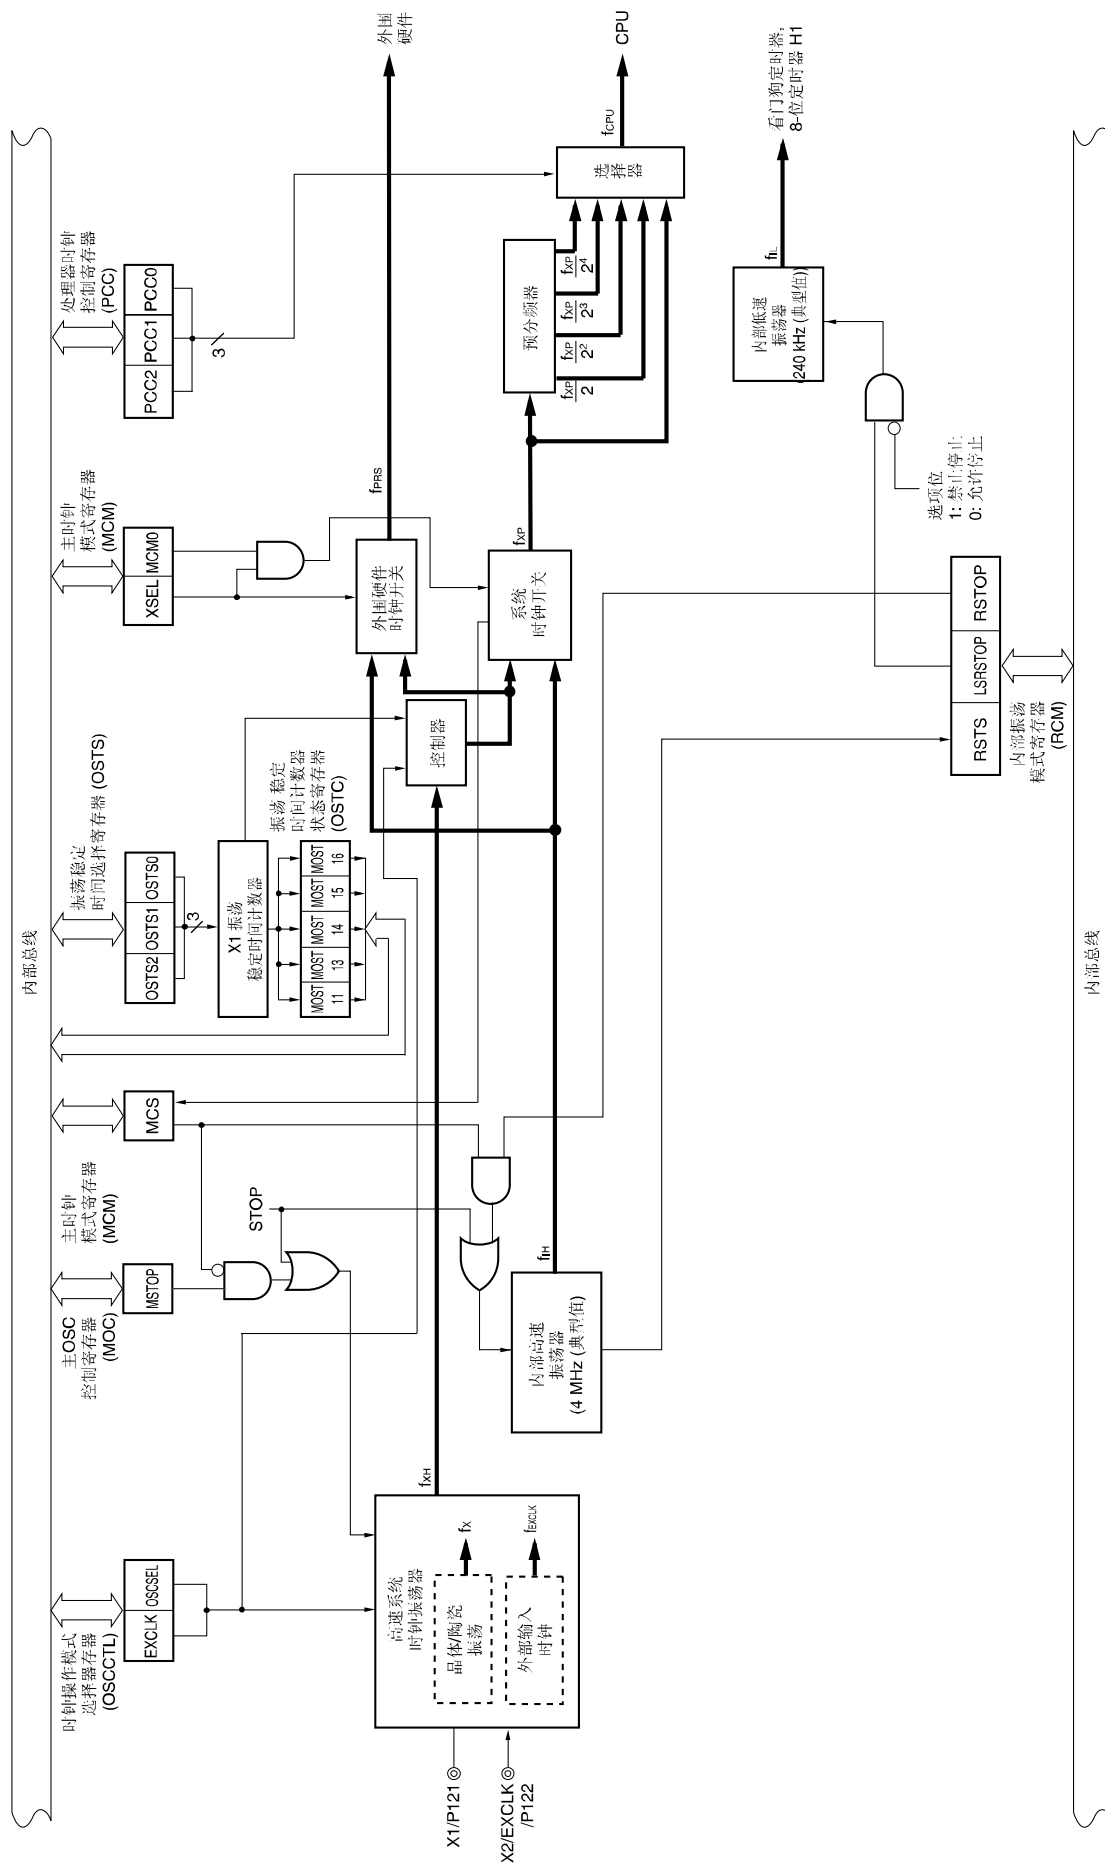 内部总线
时钟操作模式
选择器存器
(OSCCTL)
EXCLK
OSCSEL
主OSC
控制寄存器
(MOC)
MSTOP
主时钟
模式寄存器
(MCM)
MCS
STOP
振荡稳定
时间选择寄存器 (OSTS)
OSTS2
OSTS1
OSTS0
3
X1 振荡
稳定时间计数器
振荡 稳定
时间计数器
状态寄存器
(OSTC)
MOST
11
MOST
13
MOST
14
MOST
15
MOST
16
主时钟
模式寄存器
(MCM)
XSEL
MCM0
处理器时钟
控制寄存器
(PCC)
PCC2
PCC1
PCC0
3
X1/P121
X2/EXCLK
/P122
高速系统
时钟振荡器
晶体/陶瓷
振荡
fX
外部输入
时钟
fEXCLK
fXH
控制器
外围硬件
时钟开关
fPRS
外围
硬件
内部高速
振荡器
(4 MHz (典型值)
fIH
系统
时钟开关
fXP
预分频器
fXP
2
fXP
2²
fXP
2³
fXP
2⁴
选择器
fCPU
CPU
内部低速
振荡器
(240 kHz (典型值))
fIL
看门狗定时器,
8-位定时器 H1
选项位
1: 禁止停止
0: 允许停止
RSTS
LSRSTOP
RSTOP
内部振荡
模式寄存器
(RCM)
内部总线